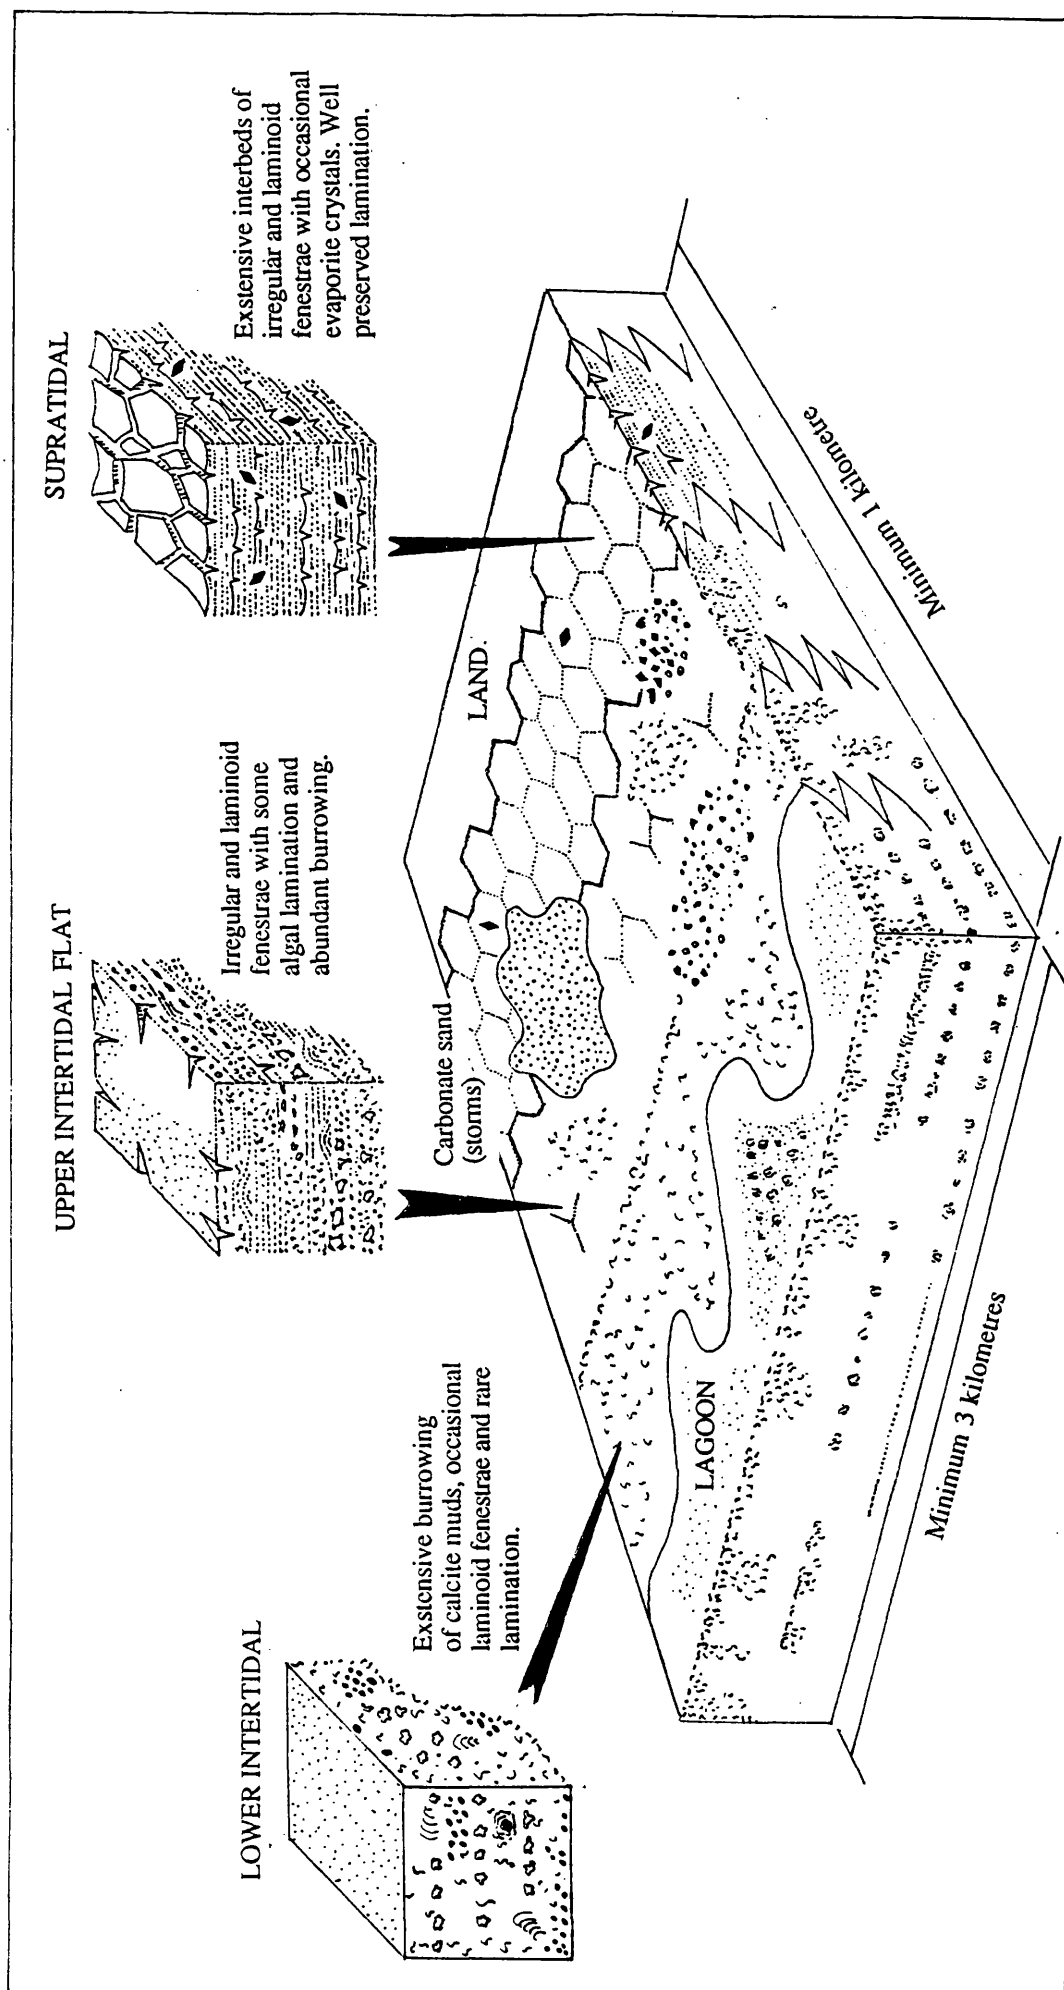 LOWER INTERTIDAL
Exstensive burrowing
of calcite muds, occasional
laminoid fenestrae and rare
lamination.
UPPER INTERTIDAL FLAT
Irregular and laminoid
fenestrae with some
algal lamination and
abundant burrowing.
SUPRATIDAL
Exstensive interbeds of
irregular and laminoid
fenestrae with occasional
evaporite crystals. Well
preserved lamination.
Carbonate sand
(storms)
LAND.
LAGOON
Minimum 3 kilometres
Minimum 1 kilometre